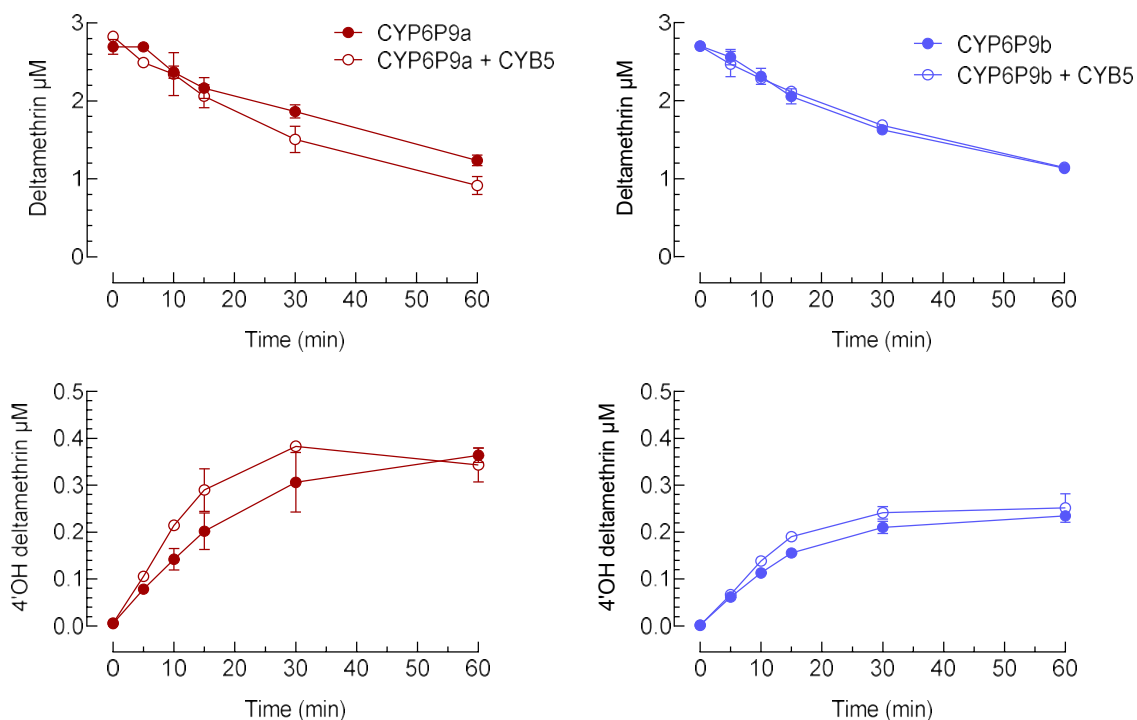 3
2
1
0
Deltamethrin µM
CYP6P9a
CYP6P9a + CYB5
0 10 20 30 40 50 60
Time (min)
3
2
1
0
Deltamethrin µM
CYP6P9b
CYP6P9b + CYB5
0 10 20 30 40 50 60
Time (min)
0.5
0.4
0.3
0.2
0.1
0.0
4'OH deltamethrin µM
0 10 20 30 40 50 60
Time (min)
0.5
0.4
0.3
0.2
0.1
0.0
4'OH deltamethrin µM
0 10 20 30 40 50 60
Time (min)